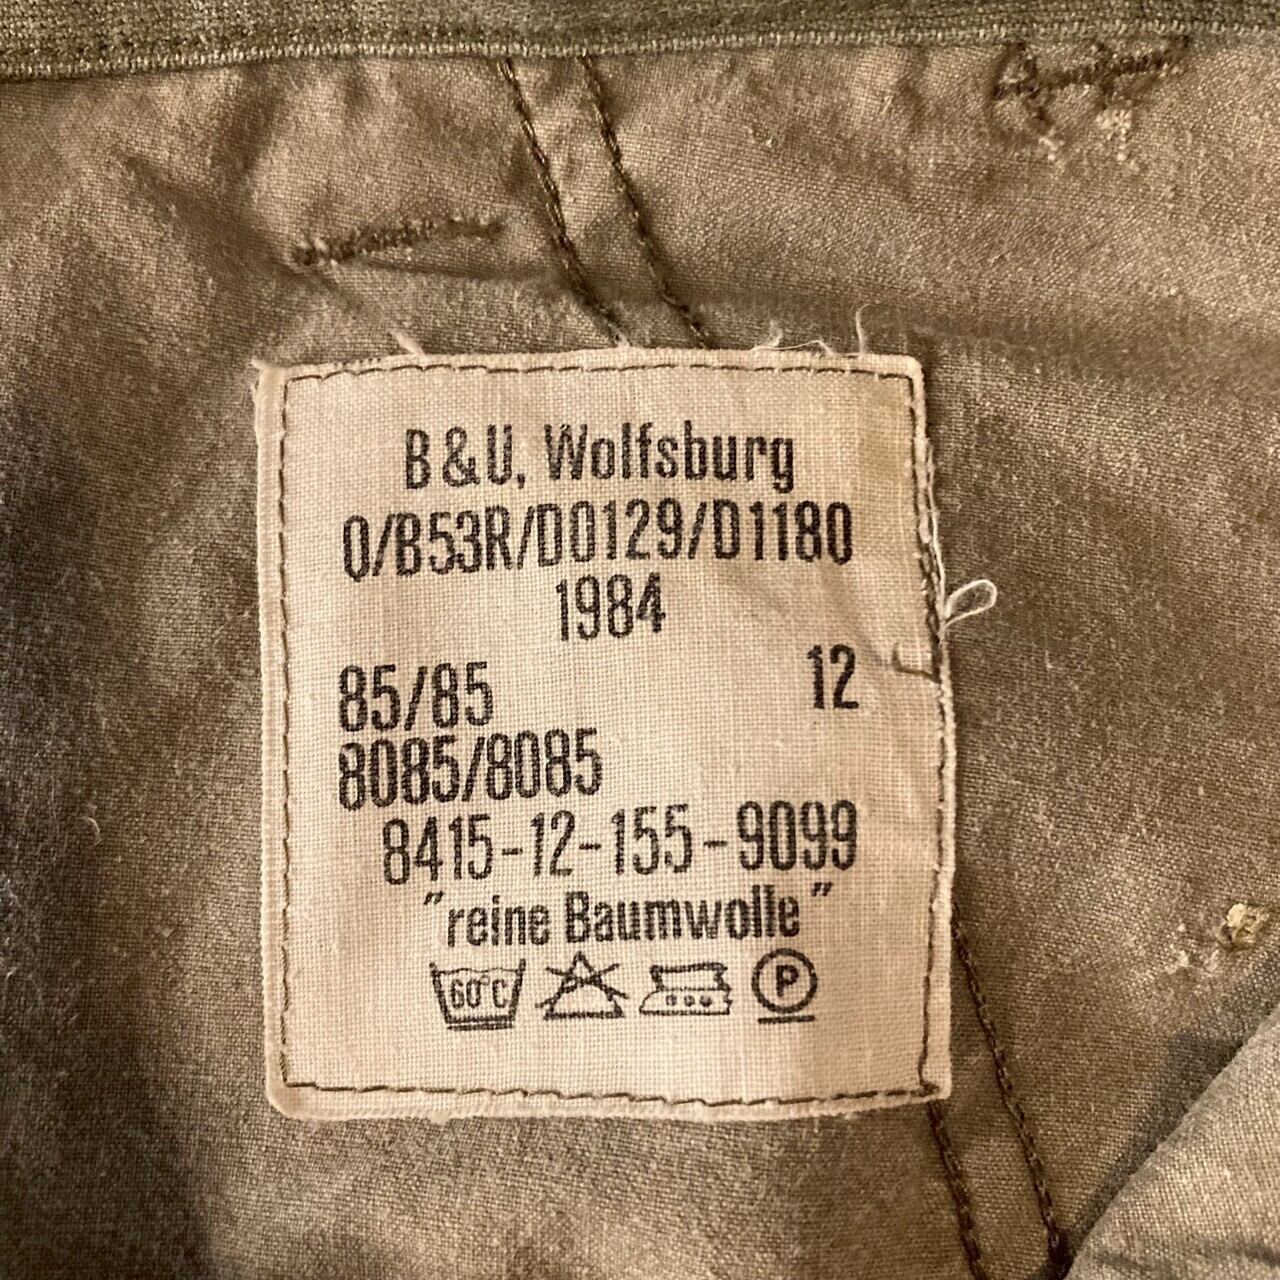 B & U, Wolfsburg
0/B53R/D0129/D1180
1984
85/85 12
8085/8085
8415-12-155-9099
"reine Baumwolle"
60°C P